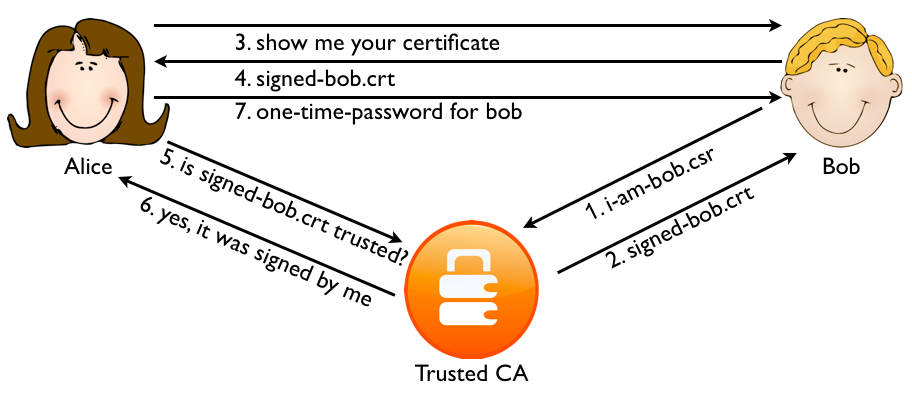 3. show me your certificate
4. signed-bob.crt
7. one-time-password for bob
Alice
Bob
5. is signed-bob.crt trusted?
6. yes, it was signed by me
1. i-am-bob.csr
2. signed-bob.crt
Trusted CA